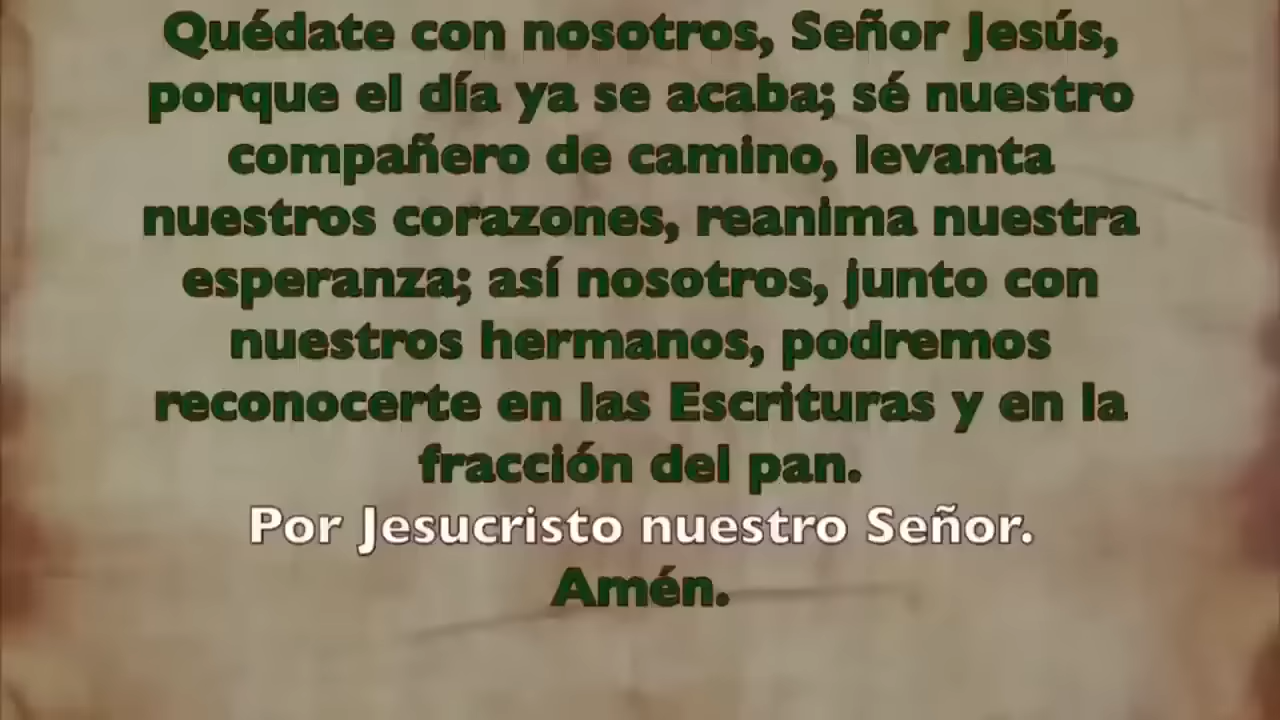 Quédate con nosotros, Señor Jesús,
porque el día ya se acaba; sé nuestro
compañero de camino, levanta
nuestros corazones, reanima nuestra
esperanza; así nosotros, junto con
nuestros hermanos, podremos
reconocerte en las Escrituras y en la
fracción del pan.
Por Jesucristo nuestro Señor.
Amén.